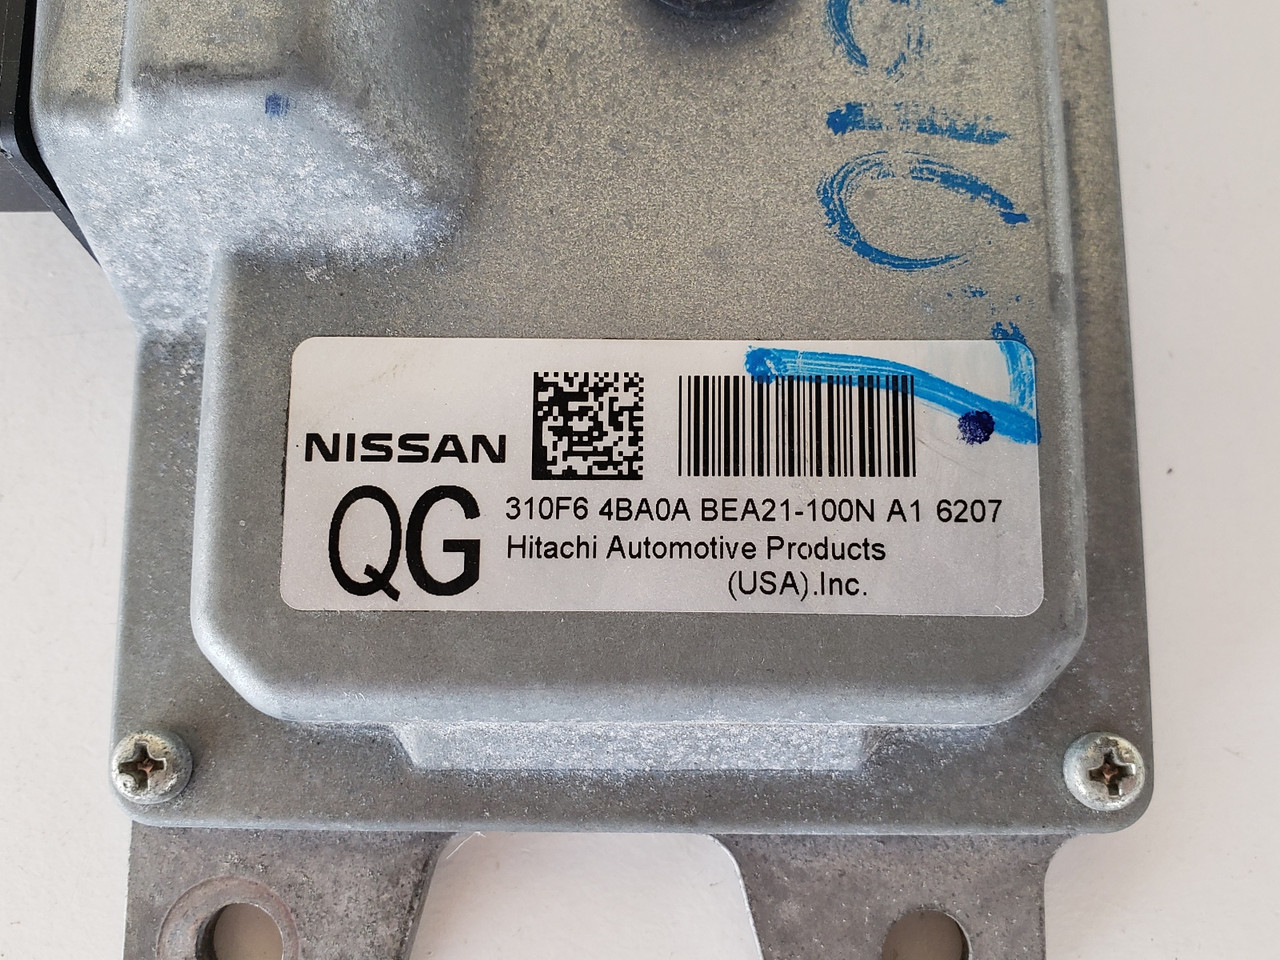 NISSAN
QG
310F6 4BA0A BEA21-100N A1 6207
Hitachi Automotive Products
(USA).Inc.